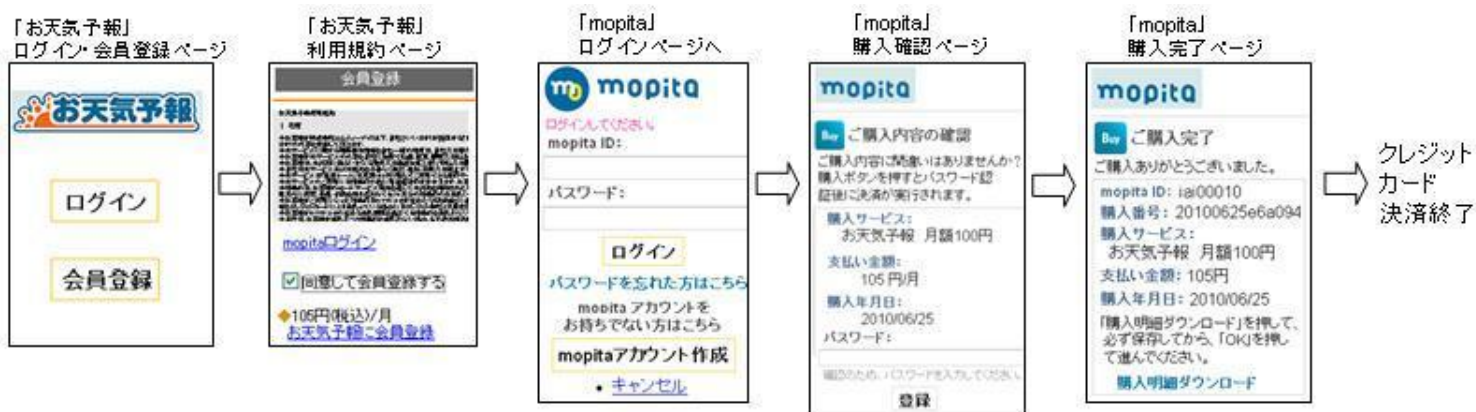 「お天気予報」
ログイン・会員登録ページ
お天気予報
ログイン
会員登録
「お天気予報」
利用規約ページ
会員登録
mopitaログイン
同意して会員登録する
◆105円(税込)/月
お天気予報に会員登録
「mopita」
ログインページへ
mopita
ログインしてください。
mopita ID:
パスワード:
ログイン
パスワードを忘れた方はこちら
mopita アカウントを
お持ちでない方はこちら
mopitaアカウント作成
• キャンセル
「mopita」
購入確認ページ
mopita
Buy ご購入内容の確認
ご購入内容に間違いはありませんか?
購入ボタンを押すとパスワード認
証後に決済が実行されます。
購入サービス:
お天気予報 月額100円
支払い金額:
105 円/月
購入年月日:
2010/06/25
パスワード:
確認のため、パスワードを入力してください。
登録
「mopita」
購入完了ページ
mopita
Buy ご購入完了
ご購入ありがとうございました。
mopita ID: iai00010
購入番号: 20100625e6a094
購入サービス:
お天気予報 月額100円
支払い金額: 105円
購入年月日: 2010/06/25
「購入明細ダウンロード」を押して、
必ず保存してから、「OK」を押し
て進んでください。
購入明細ダウンロード
クレジット
カード
決済終了